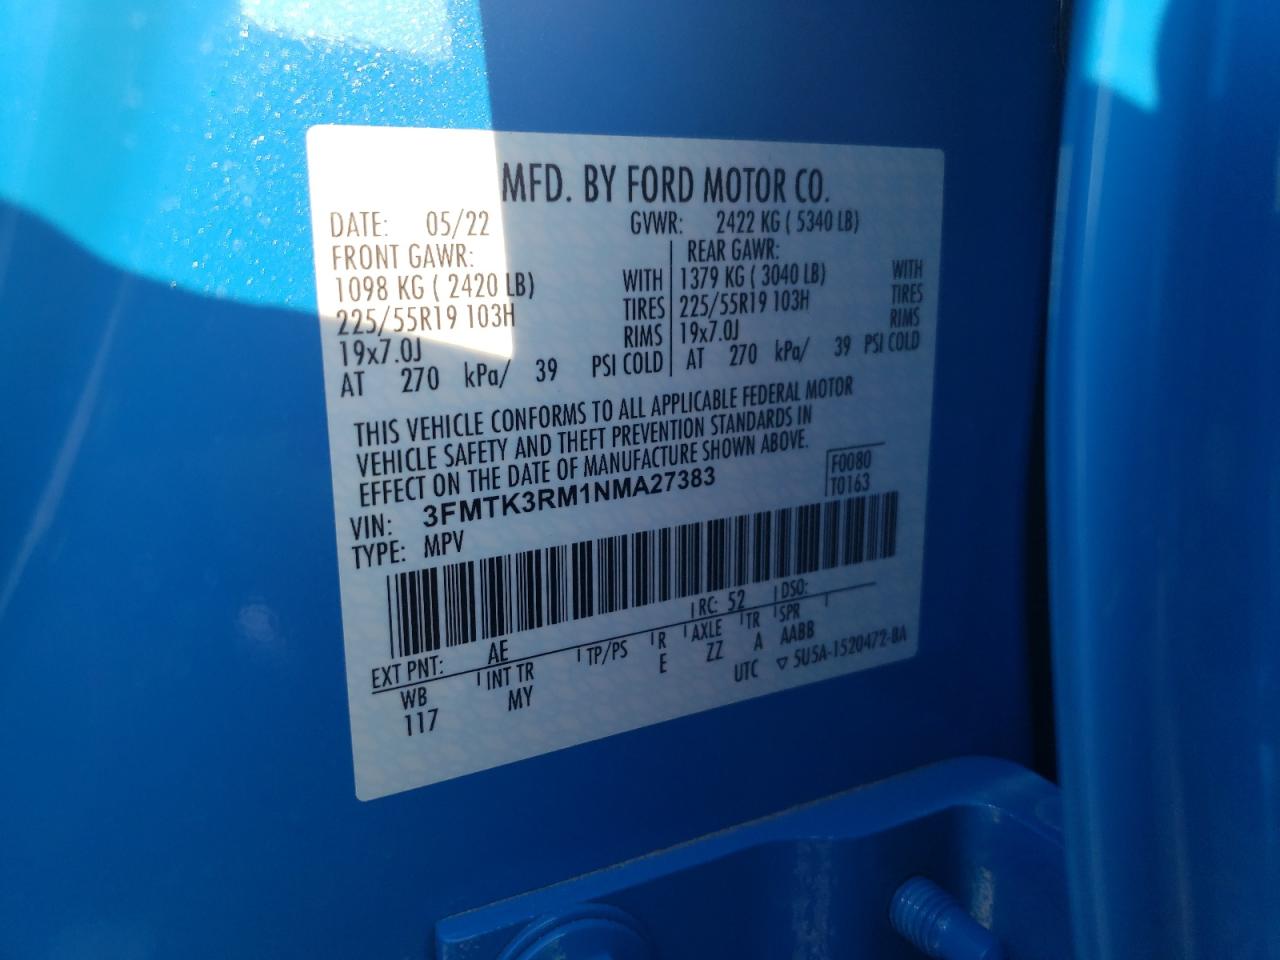 MFD. BY FORD MOTOR CO.
DATE: 05/22 GVWR: 2422 KG ( 5340 LB)
FRONT GAWR: REAR GAWR:
1098 KG ( 2420 LB) WITH 1379 KG ( 3040 LB) WITH
225/55R19 103H TIRES 225/55R19 103H TIRES
19x7.0J RIMS 19x7.0J RIMS
AT 270 kPa/ 39 PSI COLD AT 270 kPa/ 39 PSI COLD
THIS VEHICLE CONFORMS TO ALL APPLICABLE FEDERAL MOTOR
VEHICLE SAFETY AND THEFT PREVENTION STANDARDS IN
EFFECT ON THE DATE OF MANUFACTURE SHOWN ABOVE.
F0080
T0163
VIN: 3FMTK3RM1NMA27383
TYPE: MPV
RC: 52 DSO:
EXT PNT: AE
WB INT TR TP/PS R AXLE TR SPR
117 MY E ZZ A AABB
UTC ▽ 5U5A-1520472-BA